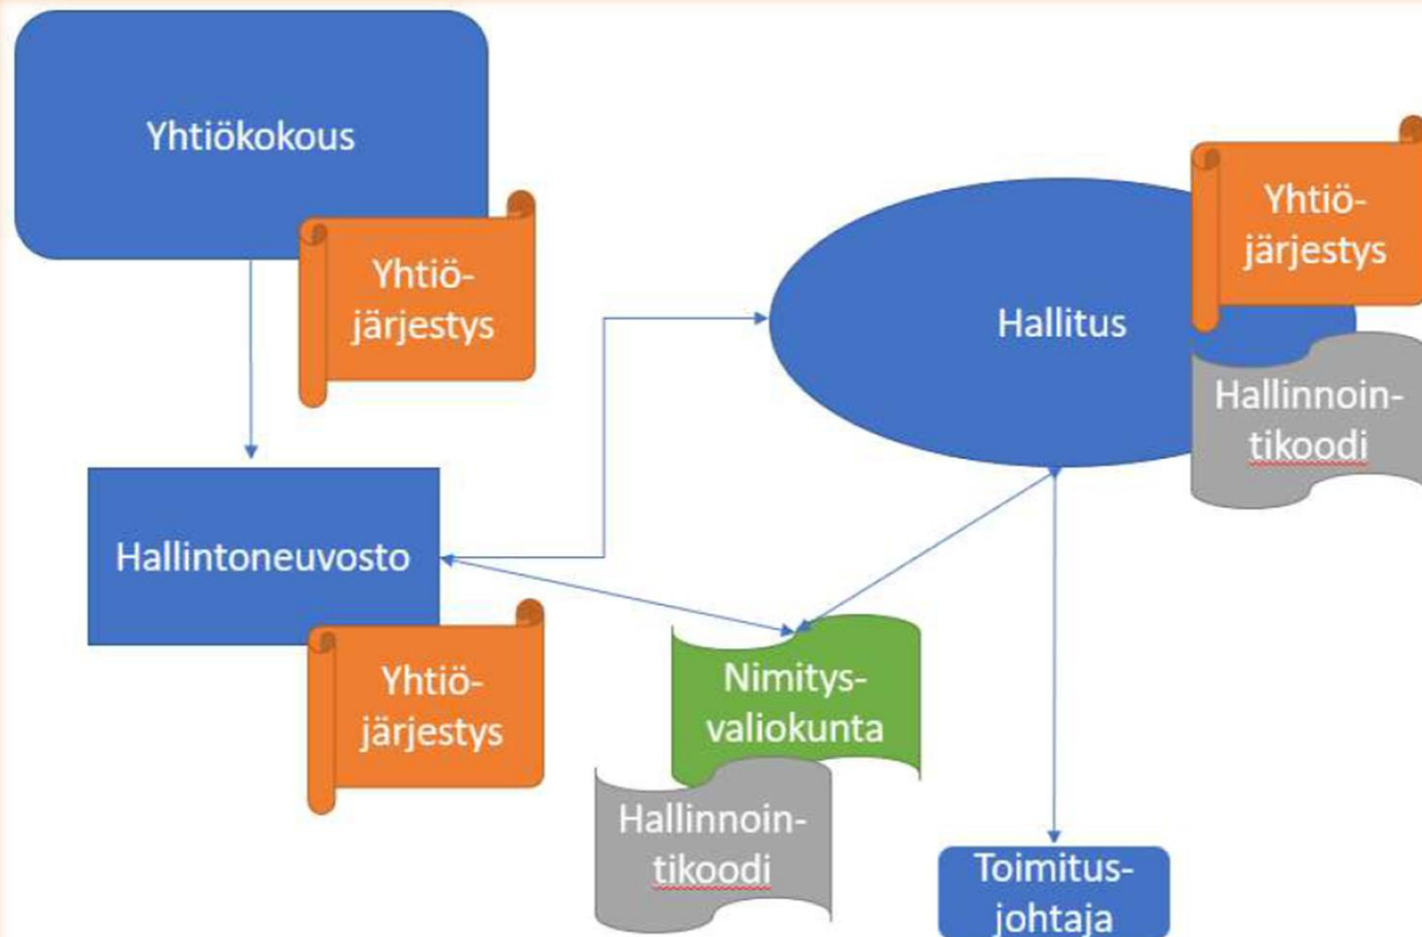 Yhtiökokous
Yhtiö-
järjestys
Yhtiö-
järjestys
Hallitus
Hallinnoin-
tikoodi
Hallintoneuvosto
Yhtiö-
järjestys
Nimitys-
valiokunta
Hallinnoin-
tikoodi
Toimitus-
johtaja